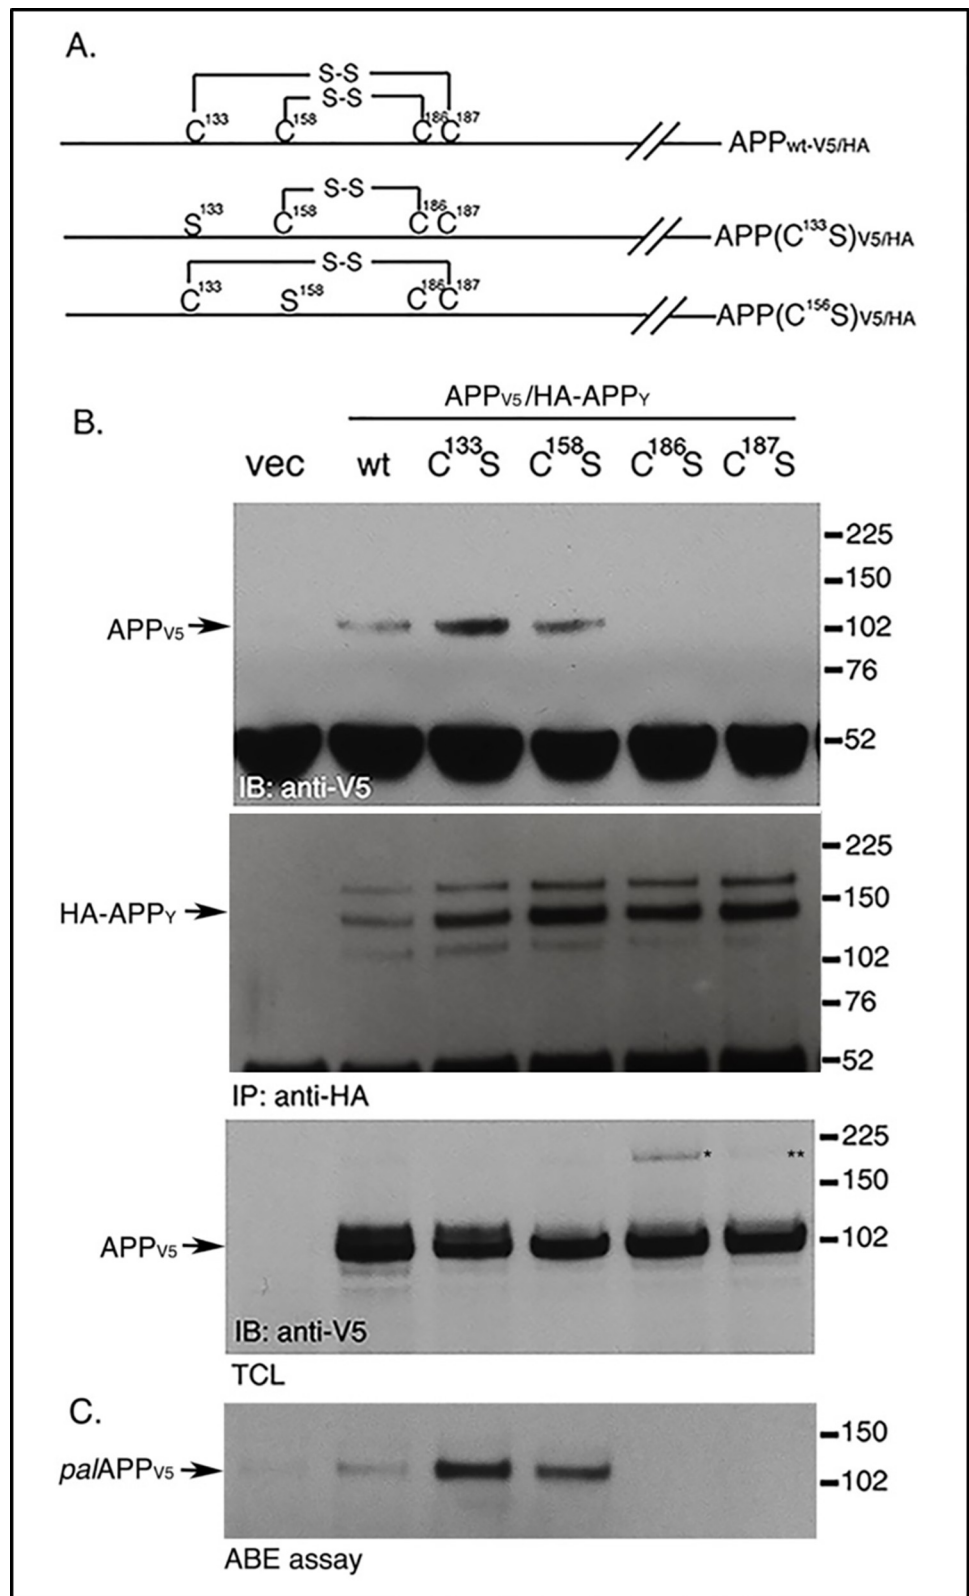 A.
S-S
S-S
C133 C158 C186 C187 APPwt-V5/HA
S-S
S133 C158 C186 C187 APP(C133S)V5/HA
S-S
C133 S158 C186 C187 APP(C156S)V5/HA
B.
APPV5/HA-APPY
vec wt C133S C158S C186S C187S
225
150
APPV5 102
76
52
IB: anti-V5
225
150
HA-APPY
102
76
52
IP: anti-HA
225
* **
150
APPV5 102
IB: anti-V5
TCL
C.
150
palAPPV5
102
ABE assay